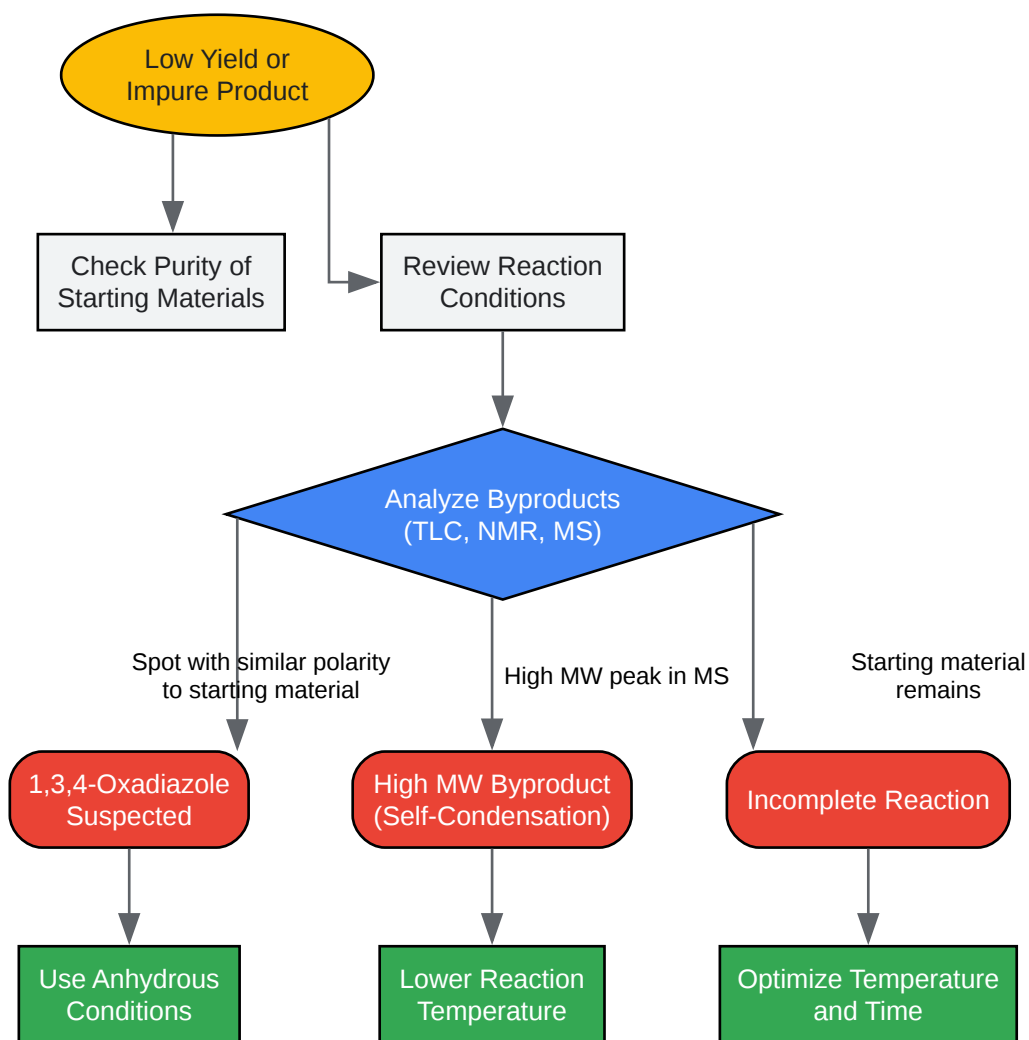 Low Yield or
Impure Product
Check Purity of
Starting Materials
Review Reaction
Conditions
Analyze Byproducts
(TLC, NMR, MS)
Spot with similar polarity
to starting material
High MW peak in MS
Starting material
remains
1,3,4-Oxadiazole
Suspected
High MW Byproduct
(Self-Condensation)
Incomplete Reaction
Use Anhydrous
Conditions
Lower Reaction
Temperature
Optimize Temperature
and Time